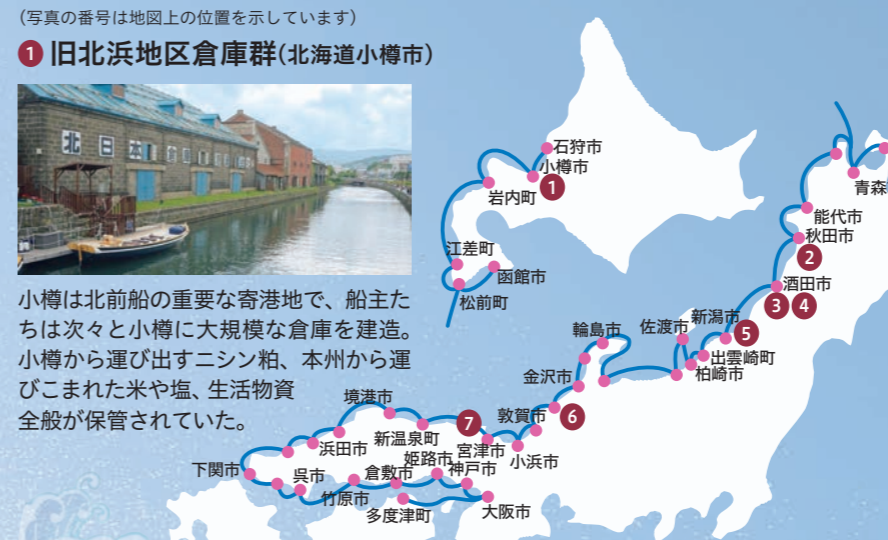 （写真の番号は地図上の位置を示しています）
1 旧北浜地区倉庫群（北海道小樽市）
北日本
小樽は北前船の重要な寄港地で、船主た
ちは次々と小樽に大規模な倉庫を建造。
小樽から運び出すニシン粕、本州から運
びこまれた米や塩、生活物資
全般が保管されていた。
石狩市
小樽市
1
岩内町
江差町
函館市
松前町
青森
能代市
秋田市
2
酒田市
3 4
新潟市
5
佐渡市
出雲崎町
柏崎市
輪島市
金沢市
6
敦賀市
小浜市
7
宮津市
新温泉町
境港市
浜田市
下関市
呉市
竹原市
倉敷市
姫路市
神戸市
多度津町
大阪市